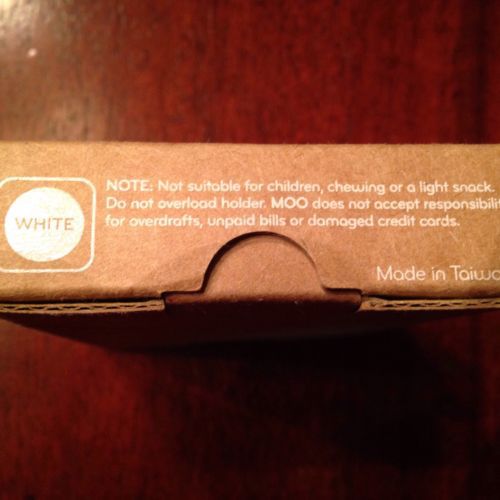 WHITE
NOTE: Not suitable for children, chewing or a light snack.
Do not overload holder. MOO does not accept responsibilit
for overdrafts, unpaid bills or damaged credit cards.
Made in Taiwa